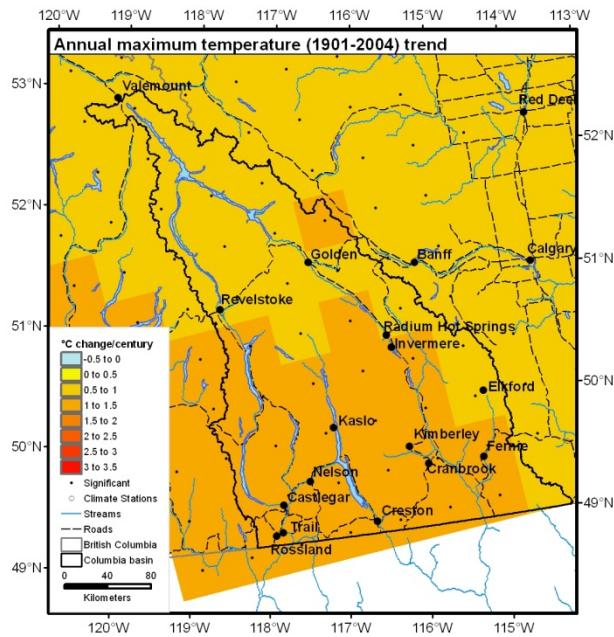 Annual maximum temperature (1901-2004) trend
120°W 119°W 118°W 117°W 116°W 115°W 114°W 113°W
53°N
52°N
51°N
50°N
49°N
52°N
51°N
50°N
49°N
Valemount
Red Deer
Golden
Banff
Calgary
Revelstoke
Radium Hot Springs
Invermere
Elkford
Kaslo
Kimberley
Fernie
Cranbrook
Nelson
Castlegar
Creston
Trail
Rossland
°C change/century
-0.5 to 0
0 to 0.5
0.5 to 1
1 to 1.5
1.5 to 2
2 to 2.5
2.5 to 3
3 to 3.5
Significant
Climate Stations
Streams
Roads
British Columbia
Columbia basin
0 40 80
Kilometers
120°W 119°W 118°W 117°W 116°W 115°W 114°W